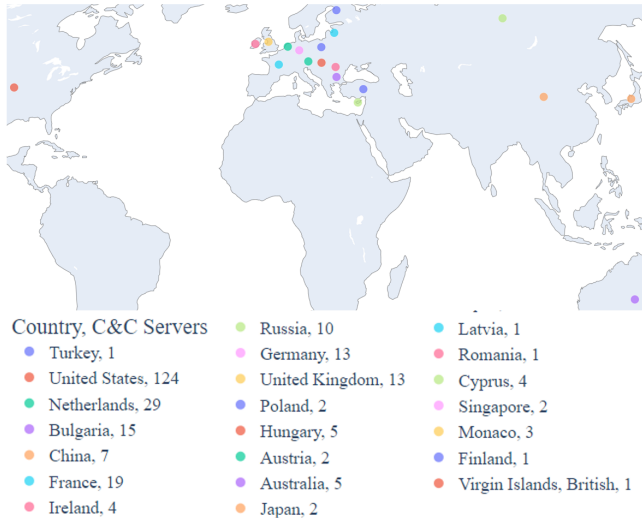 Country, C&C Servers
Turkey, 1
United States, 124
Netherlands, 29
Bulgaria, 15
China, 7
France, 19
Ireland, 4
Russia, 10
Germany, 13
United Kingdom, 13
Poland, 2
Hungary, 5
Austria, 2
Australia, 5
Japan, 2
Latvia, 1
Romania, 1
Cyprus, 4
Singapore, 2
Monaco, 3
Finland, 1
Virgin Islands, British, 1